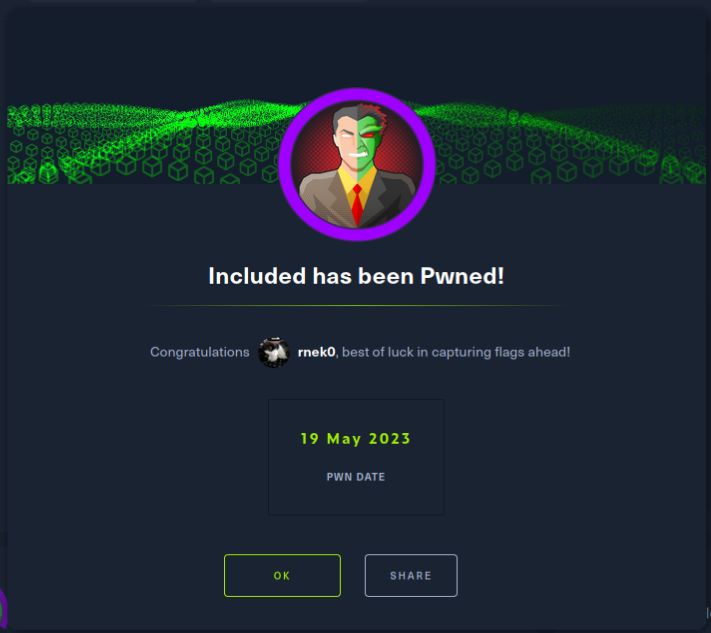 Included has been Pwned!
Congratulations rnek0, best of luck in capturing flags ahead!
19 May 2023
PWN DATE
OK SHARE